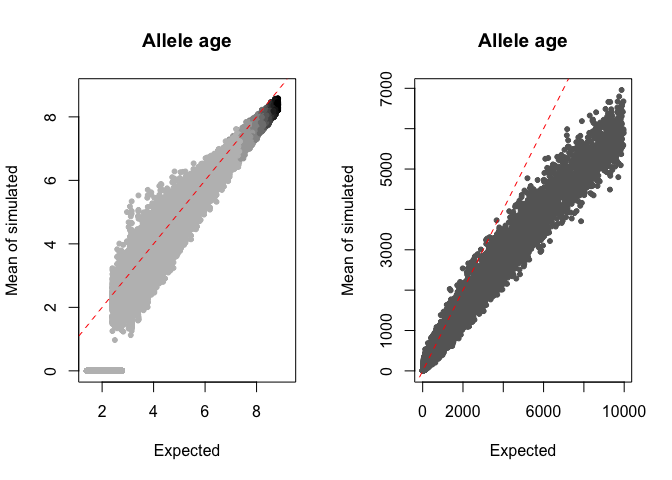 Allele age
Mean of simulated
8
6
4
2
0
2 4 6 8
Expected
Allele age
Mean of simulated
7000
5000
3000
1000
0
0 2000 6000 10000
Expected